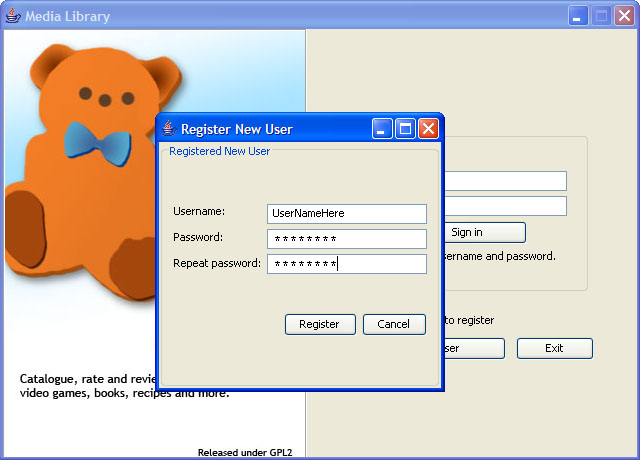 Media Library
Register New User
Registered New User
Username: UserNameHere
Password: ********
Repeat password: ********
Register Cancel
Sign in
sername and password.
to register
ser Exit
Catalogue, rate and revie
video games, books, recipes and more.
Released under GPL2